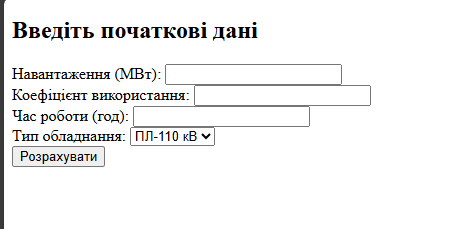 Введіть початкові дані
Навантаження (МВт):
Коефіцієнт використання:
Час роботи (год):
Тип обладнання: ПЛ-110 кВ
Розрахувати